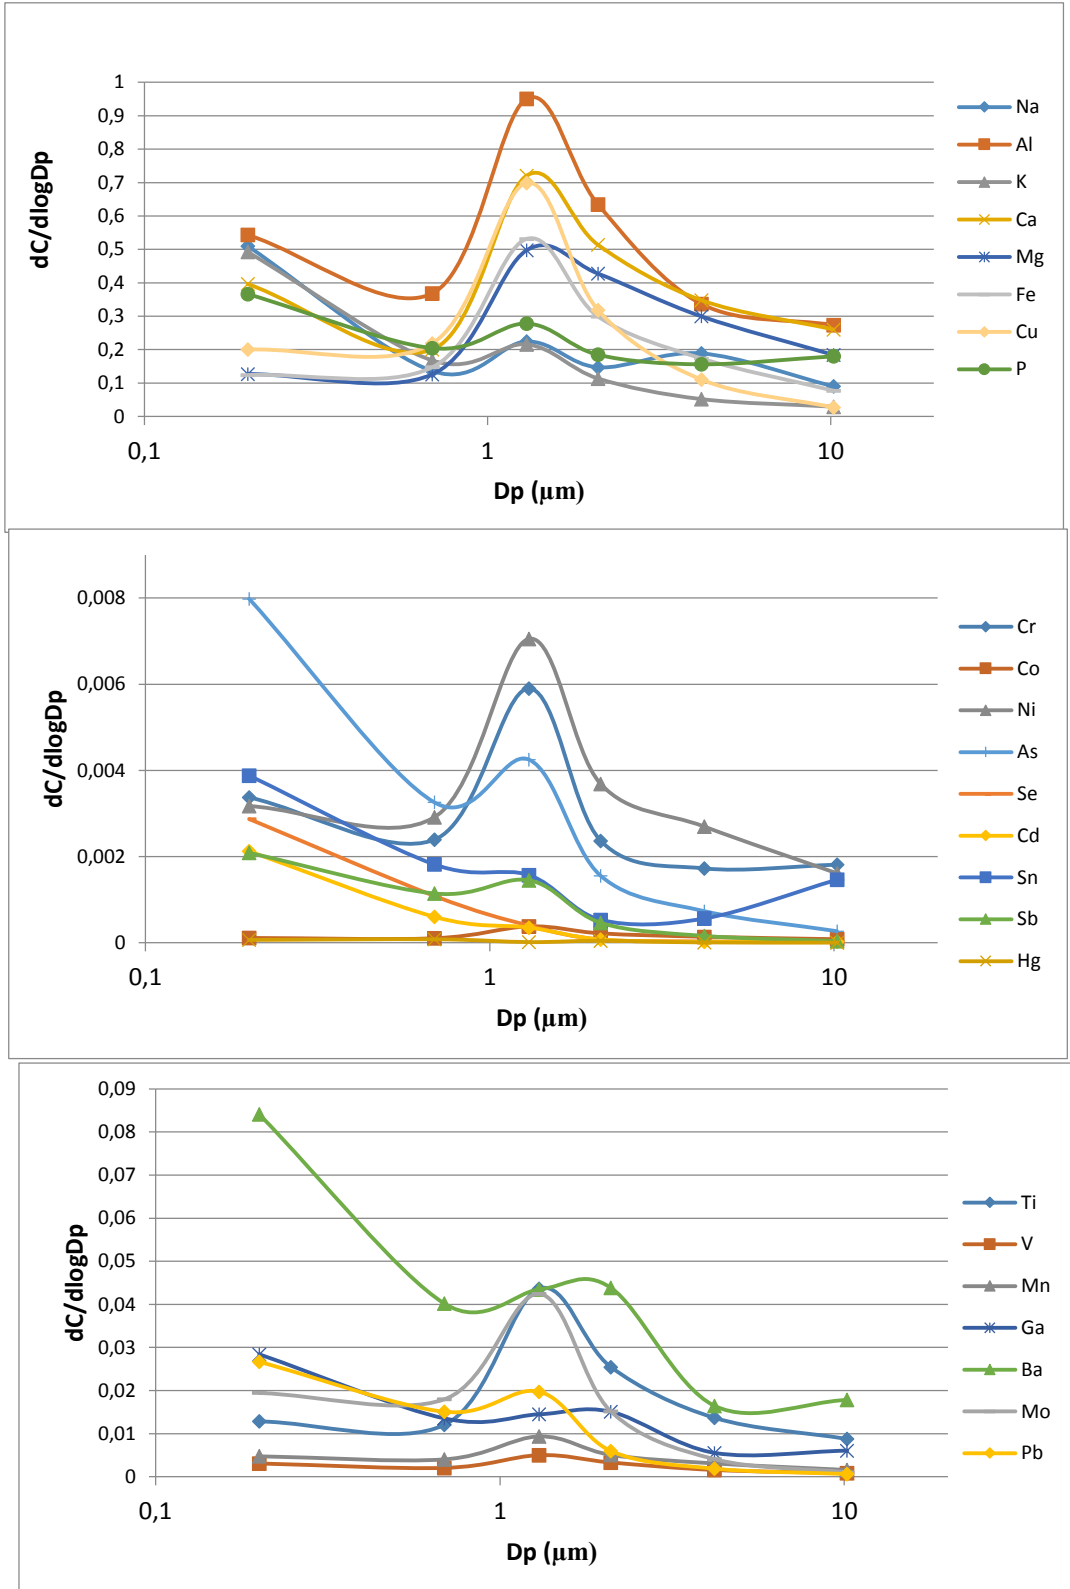 1
0,9
0,8
0,7
0,6
0,5
0,4
0,3
0,2
0,1
0
dC/dlogDp
0,1 1 10
Dp (µm)
Na
Al
K
Ca
Mg
Fe
Cu
P
0,008
0,006
0,004
0,002
0
dC/dlogDp
0,1 1 10
Dp (µm)
Cr
Co
Ni
As
Se
Cd
Sn
Sb
Hg
0,09
0,08
0,07
0,06
0,05
0,04
0,03
0,02
0,01
0
dC/dlogDp
0,1 1 10
Dp (µm)
Ti
V
Mn
Ga
Ba
Mo
Pb